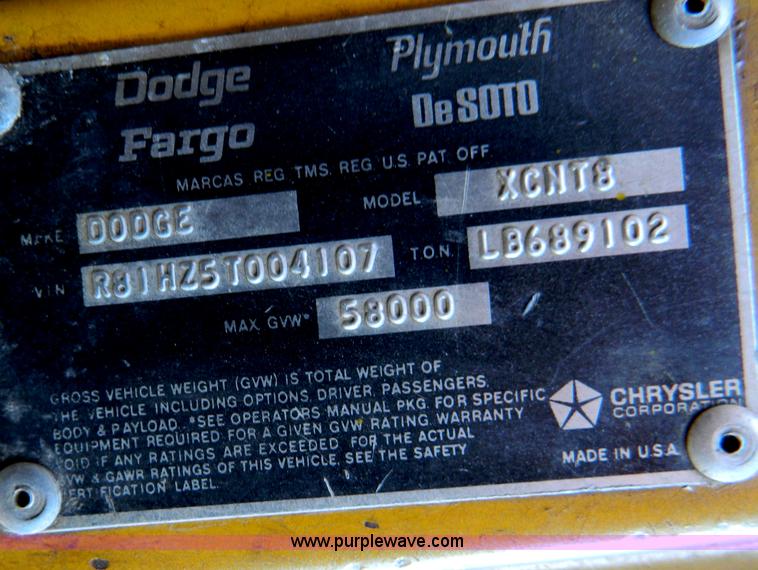 Dodge Plymouth
Fargo DeSOTO
MARCAS REG. TMS. REG. U.S. PAT. OFF.
MAKE DODGE MODEL XCNT8
VIN R81HZ5T004107 T.O.N. LB689102
MAX. GVW* 58000
GROSS VEHICLE WEIGHT (GVW) IS TOTAL WEIGHT OF
THE VEHICLE INCLUDING OPTIONS, DRIVER, PASSENGERS,
BODY & PAYLOAD. *SEE OPERATORS MANUAL PKG. FOR SPECIFIC
EQUIPMENT REQUIRED FOR A GIVEN GVW RATING. WARRANTY
VOID IF ANY RATINGS ARE EXCEEDED. FOR THE ACTUAL
GVW & GAWR RATINGS OF THIS VEHICLE, SEE THE SAFETY
CERTIFICATION LABEL.
CHRYSLER
CORPORATION
MADE IN U.S.A.
www.purplewave.com